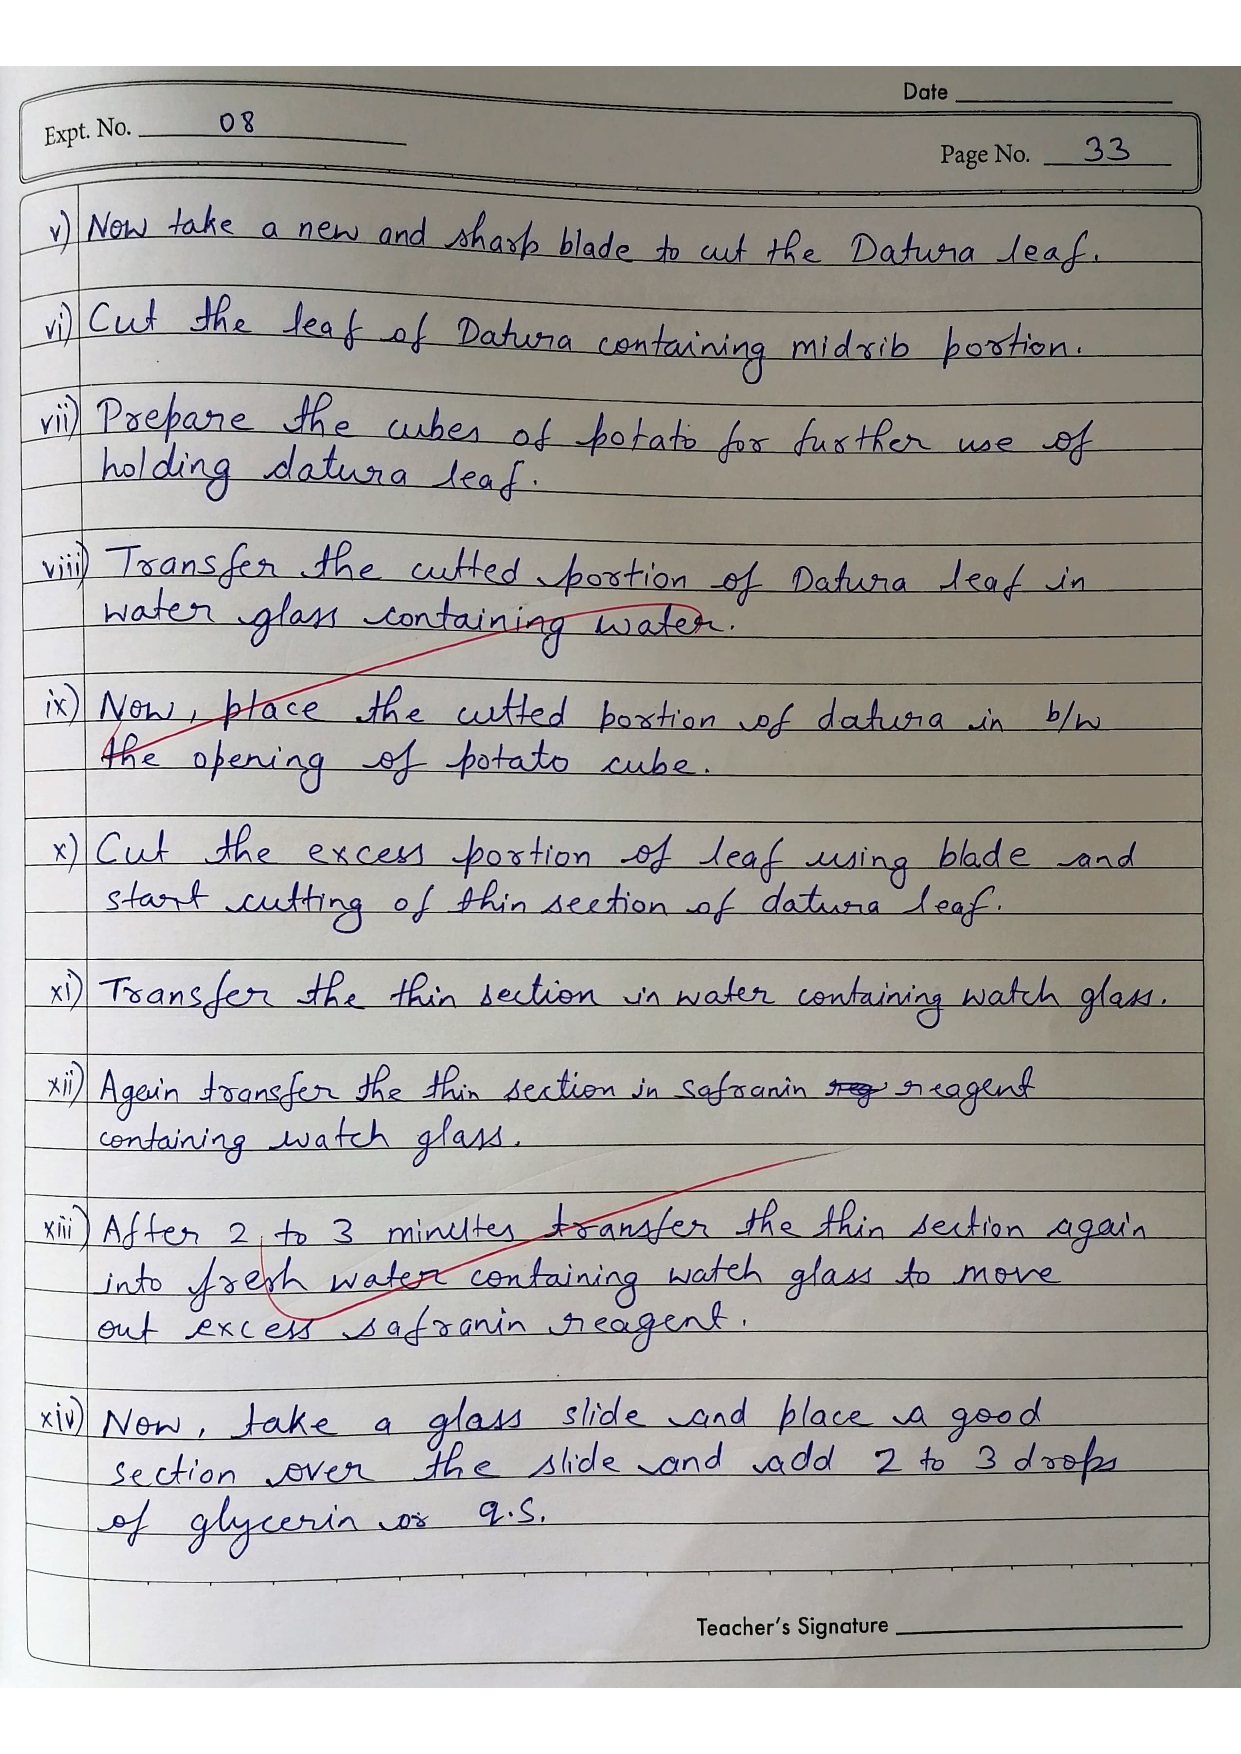 Date
Expt. No. 08
Page No. 33
v) Now take a new and sharp blade to cut the Datura leaf.
vi) Cut the leaf of Datura containing midrib portion.
vii) Prepare the cubes of potato for further use of
holding datura leaf.
viii) Transfer the cutted portion of Datura leaf in
water glass containing water.
ix) Now, place the cutted portion of datura in b/w
the opening of potato cube.
x) Cut the excess portion of leaf using blade and
start cutting of thin section of datura leaf.
xi) Transfer the thin section in water containing watch glass.
xii) Again transfer the thin section in safranin reg reagent
containing watch glass.
xiii) After 2 to 3 minutes transfer the thin section again
into fresh water containing watch glass to move
out excess safranin reagent.
xiv) Now, take a glass slide and place a good
section over the slide and add 2 to 3 drops
of glycerin or q.s.
Teacher's Signature